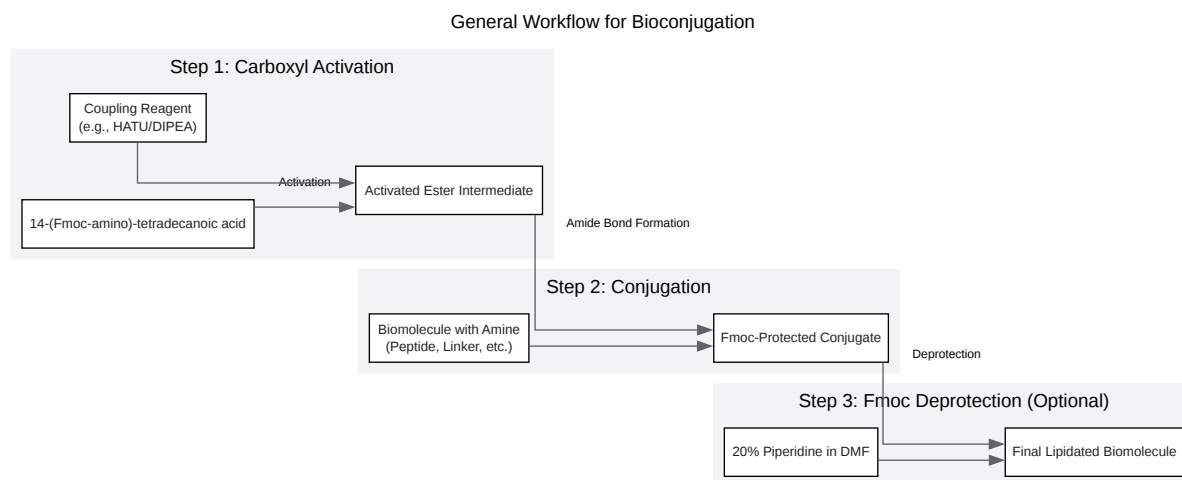 General Workflow for Bioconjugation
Step 1: Carboxyl Activation
Coupling Reagent
(e.g., HATU/DIPEA)
Activation
Activated Ester Intermediate
14-(Fmoc-amino)-tetradecanoic acid
Amide Bond Formation
Step 2: Conjugation
Biomolecule with Amine
(Peptide, Linker, etc.)
Fmoc-Protected Conjugate
Deprotection
Step 3: Fmoc Deprotection (Optional)
20% Piperidine in DMF
Final Lipidated Biomolecule